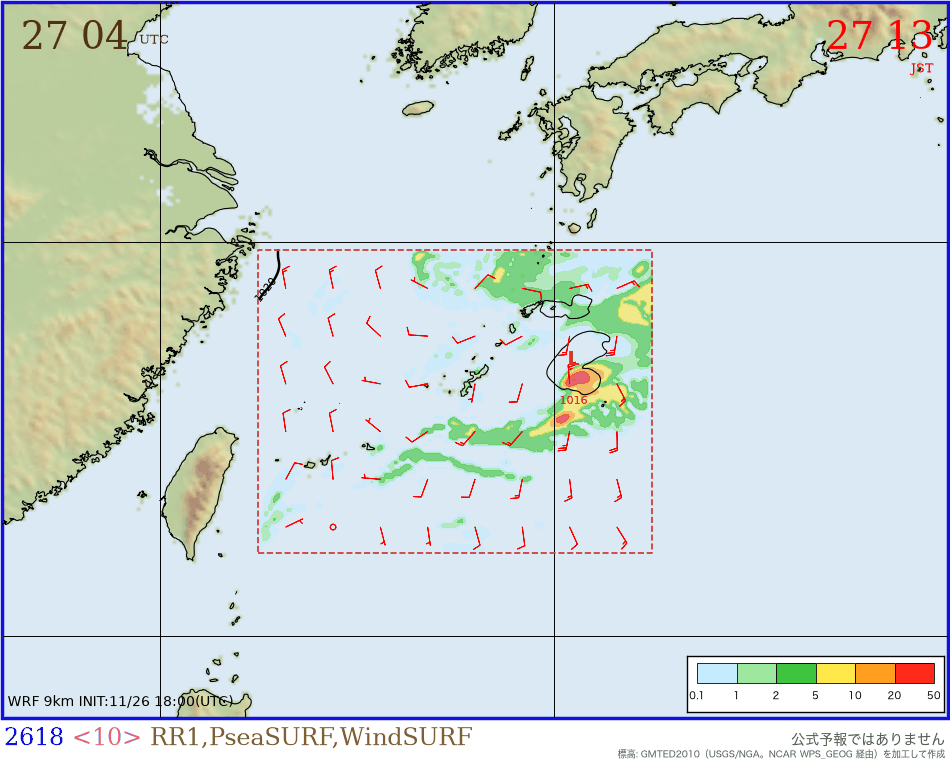 27 04 UTC
27 13
JST
1020
L
1016
0.1 1 2 5 10 20 50
WRF 9km INIT:11/26 18:00(UTC)
2618 <10> RR1,PseaSURF,WindSURF
公式予報ではありません
標高: GMTED2010（USGS/NGA。NCAR WPS_GEOG 経由）を加工して作成